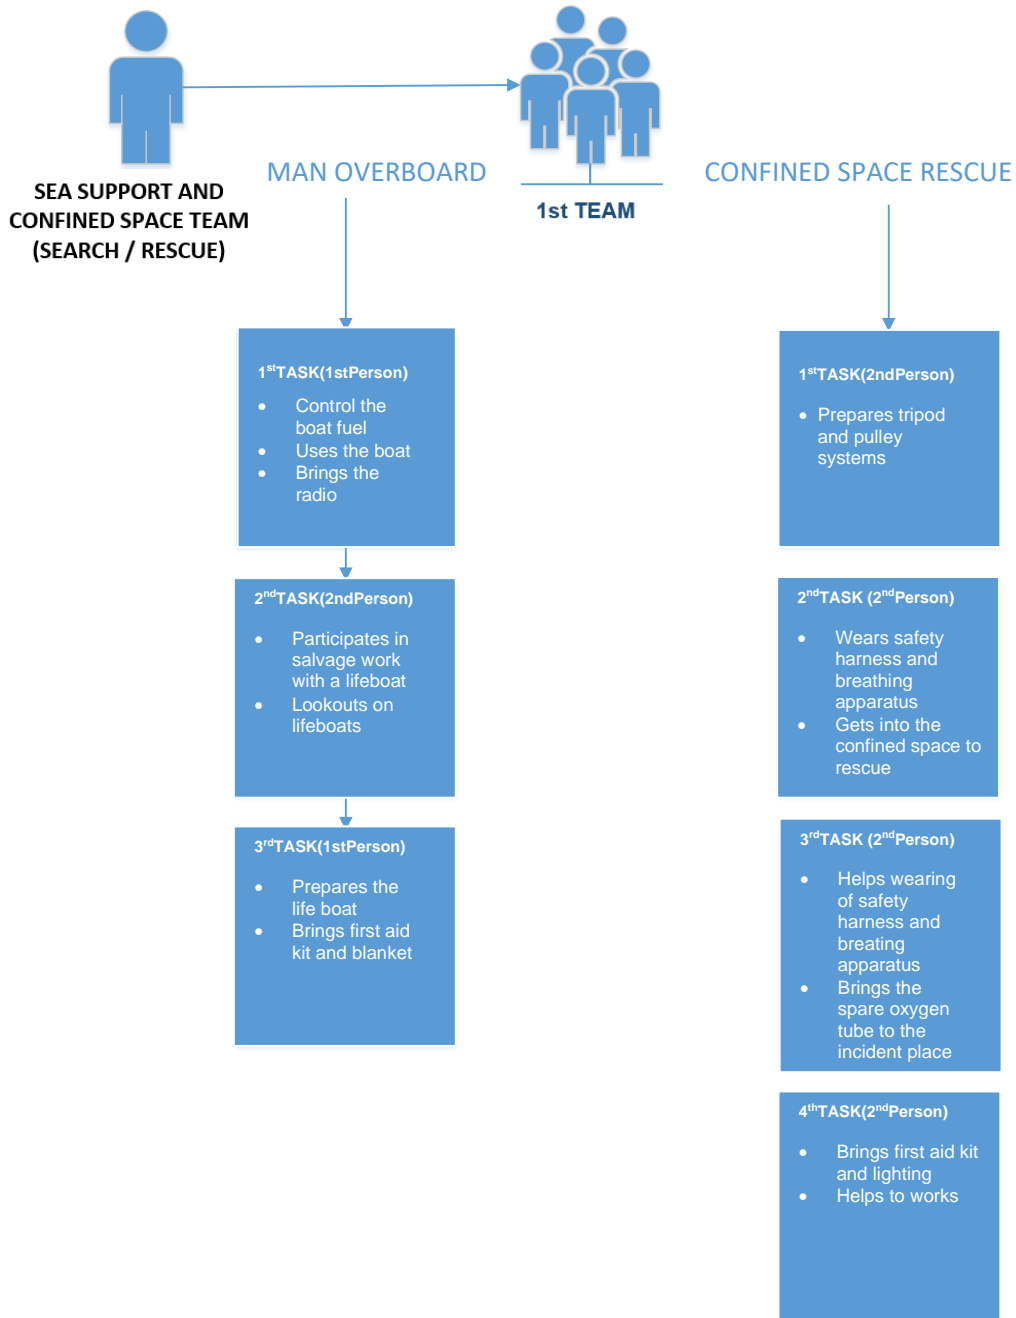 SEA SUPPORT AND
CONFINED SPACE TEAM
(SEARCH / RESCUE)
MAN OVERBOARD
1st TEAM
CONFINED SPACE RESCUE
1stTASK(1stPerson)
• Control the
boat fuel
• Uses the boat
• Brings the
radio
2ndTASK(2ndPerson)
• Participates in
salvage work
with a lifeboat
• Lookouts on
lifeboats
3rdTASK(1stPerson)
• Prepares the
life boat
• Brings first aid
kit and blanket
1stTASK(2ndPerson)
• Prepares tripod
and pulley
systems
2ndTASK (2ndPerson)
• Wears safety
harness and
breathing
apparatus
• Gets into the
confined space to
rescue
3rdTASK (2ndPerson)
• Helps wearing
of safety
harness and
breating
apparatus
• Brings the
spare oxygen
tube to the
incident place
4thTASK(2ndPerson)
• Brings first aid kit
and lighting
• Helps to works